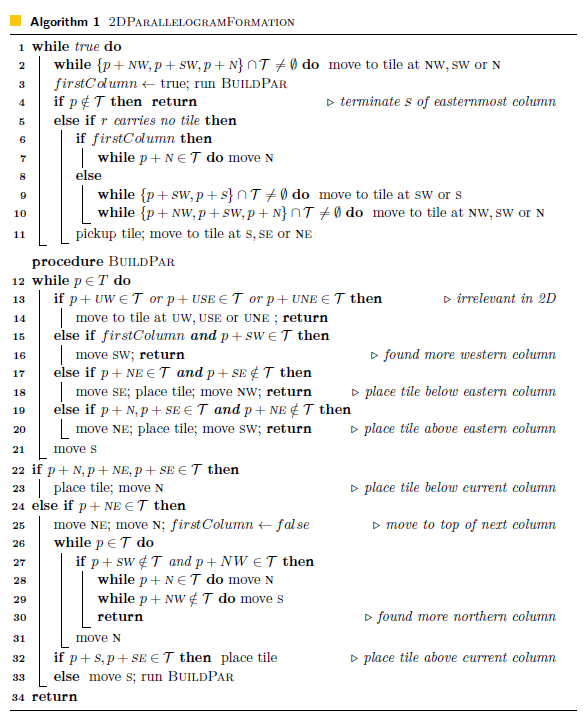 Algorithm 1 2DPARALLELOGRAMFORMATION
1 while true do
2 while {p + NW, p + SW, p + N} ∩ 𝒯 ≠ ∅ do move to tile at NW, SW or N
3 firstColumn ← true; run BUILDPAR
4 if p ∉ 𝒯 then return ▷ terminate S of easternmost column
5 else if r carries no tile then
6 if firstColumn then
7 while p + N ∈ 𝒯 do move N
8 else
9 while {p + SW, p + S} ∩ 𝒯 ≠ ∅ do move to tile at SW or S
10 while {p + NW, p + SW, p + N} ∩ 𝒯 ≠ ∅ do move to tile at NW, SW or N
11 pickup tile; move to tile at S, SE or NE
procedure BUILDPAR
12 while p ∈ T do
13 if p + UW ∈ 𝒯 or p + USE ∈ 𝒯 or p + UNE ∈ 𝒯 then ▷ irrelevant in 2D
14 move to tile at UW, USE or UNE ; return
15 else if firstColumn and p + SW ∈ 𝒯 then
16 move SW; return ▷ found more western column
17 else if p + NE ∈ 𝒯 and p + SE ∉ 𝒯 then
18 move SE; place tile; move NW; return ▷ place tile below eastern column
19 else if p + N, p + SE ∈ 𝒯 and p + NE ∉ 𝒯 then
20 move NE; place tile; move SW; return ▷ place tile above eastern column
21 move S
22 if p + N, p + NE, p + SE ∈ 𝒯 then
23 place tile; move N ▷ place tile below current column
24 else if p + NE ∈ 𝒯 then
25 move NE; move N; firstColumn ← false ▷ move to top of next column
26 while p ∈ 𝒯 do
27 if p + SW ∉ 𝒯 and p + NW ∈ 𝒯 then
28 while p + N ∈ 𝒯 do move N
29 while p + NW ∉ 𝒯 do move S
30 return ▷ found more northern column
31 move N
32 if p + S, p + SE ∈ 𝒯 then place tile ▷ place tile above current column
33 else move S; run BUILDPAR
34 return